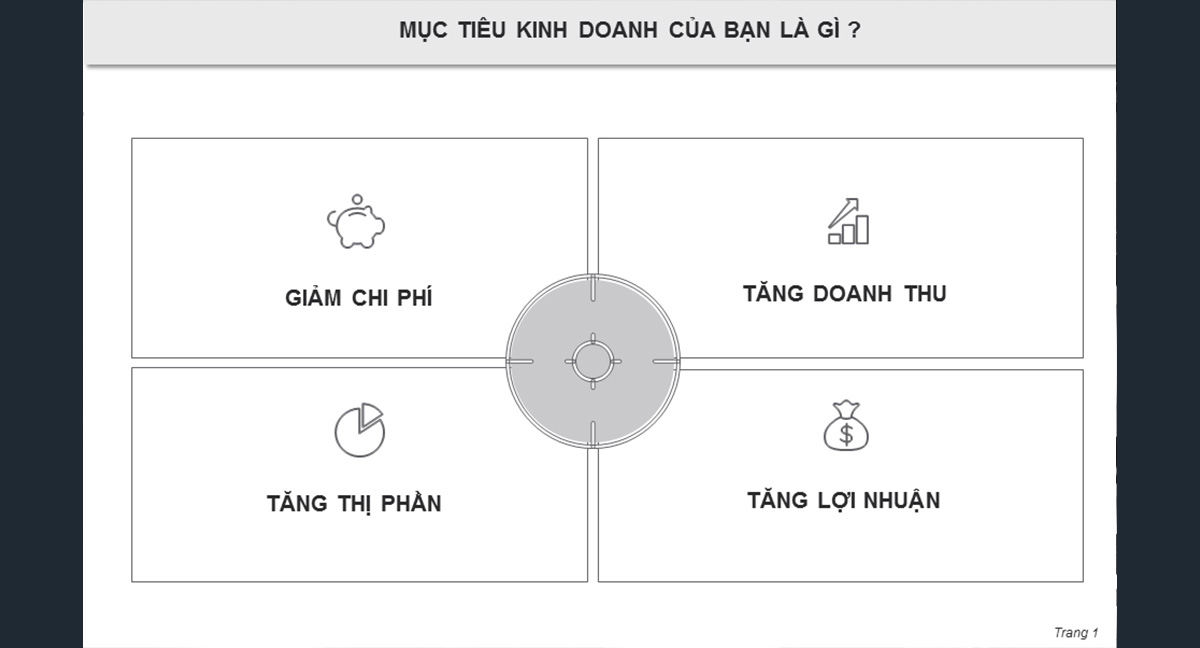 MỤC TIÊU KINH DOANH CỦA BẠN LÀ GÌ ?
GIẢM CHI PHÍ
TĂNG DOANH THU
TĂNG THỊ PHẦN
$
TĂNG LỢI NHUẬN
Trang 1